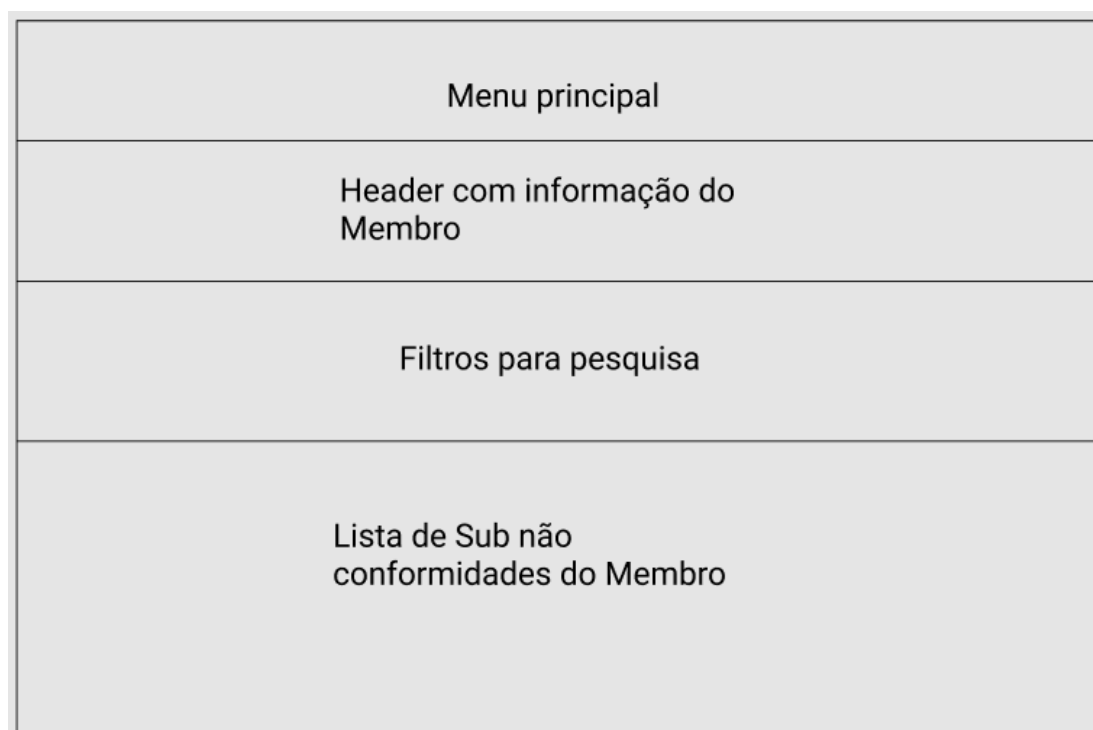 Menu principal
Header com informação do
Membro
Filtros para pesquisa
Lista de Sub não
conformidades do Membro